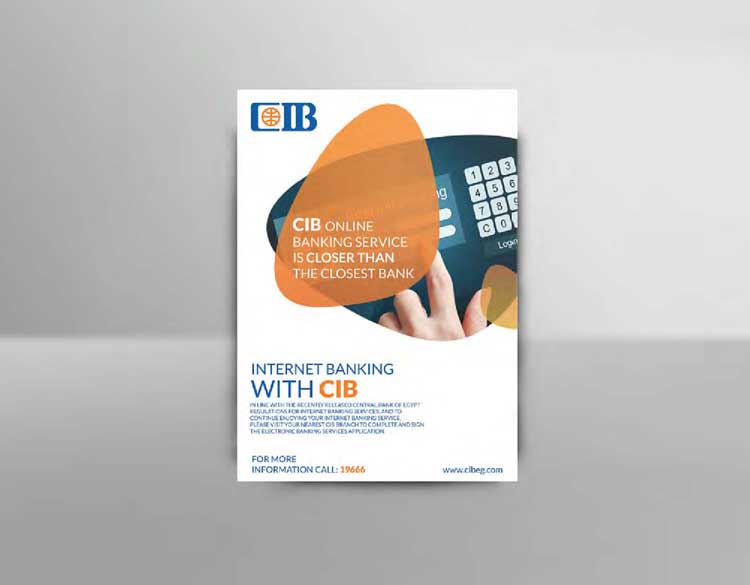 CIB
CIB ONLINE
BANKING SERVICE
IS CLOSER THAN
THE CLOSEST BANK
ng
1 2 3
4 5 6
7 8 9
C 0
Login
INTERNET BANKING
WITH CIB
IN LINE WITH THE RECENTLY RELEASED CENTRAL BANK OF EGYPT
REGULATIONS FOR INTERNET BANKING SERVICES, AND TO
CONTINUE ENJOYING YOUR INTERNET BANKING SERVICE.
PLEASE VISIT YOUR NEAREST CIB BRANCH TO COMPLETE AND SIGN
THE ELECTRONIC BANKING SERVICES APPLICATION.
FOR MORE
INFORMATION CALL: 19666
www.cibeg.com